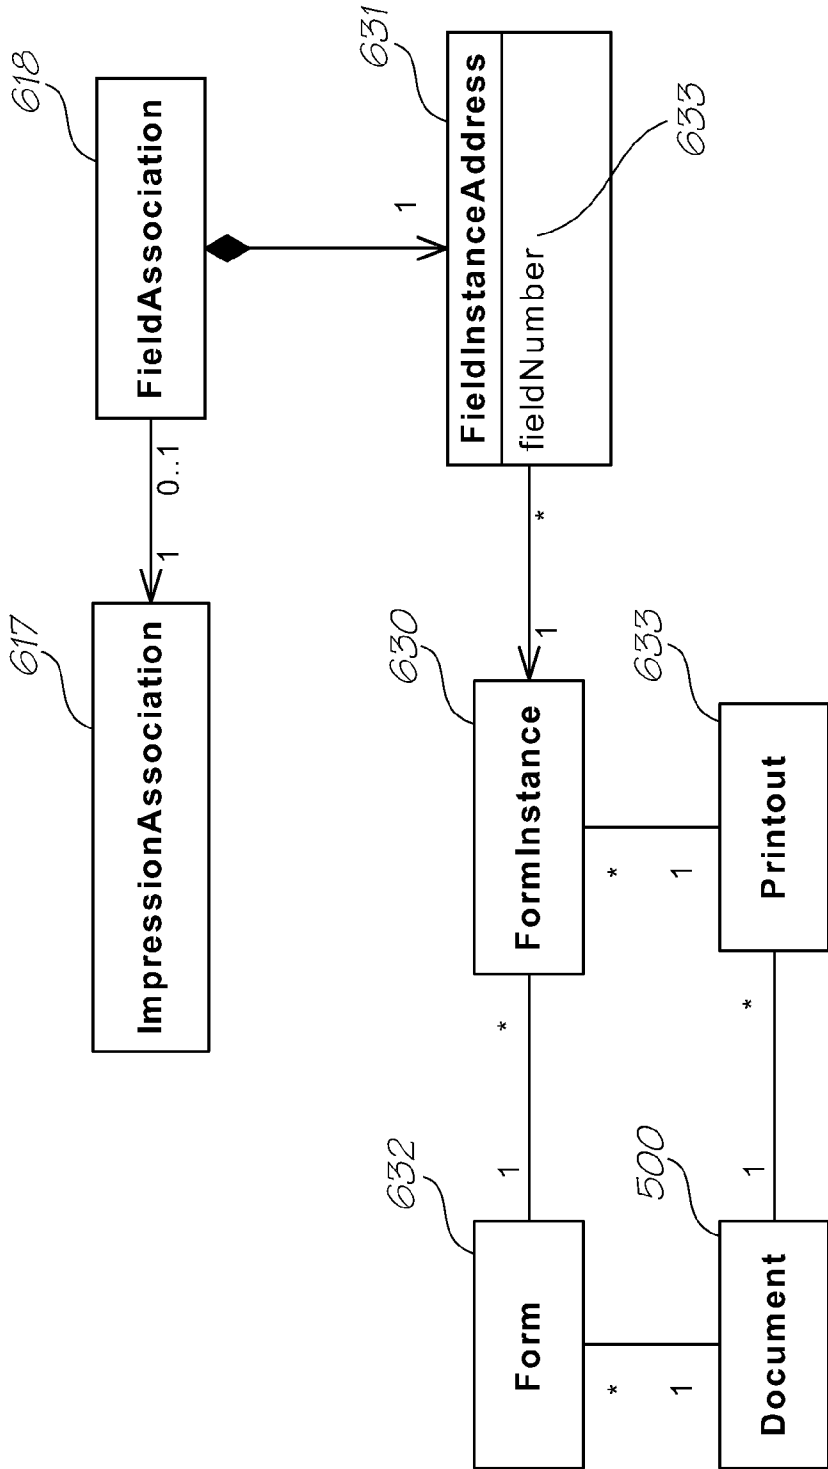 618
617
ImpressionAssociation
FieldAssociation
1
0..1
631
632
630
1
FieldInstanceAddress
Form
1
*
FormInstance
1
*
fieldNumber
*
*
500
633
1
1
633
Document
1
*
Printout